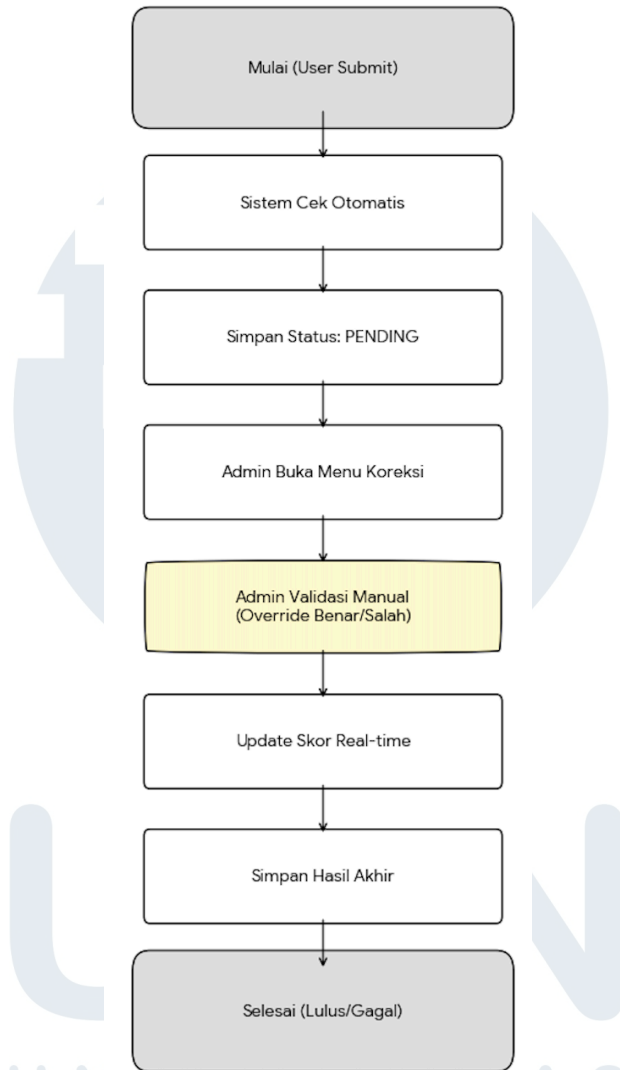 Mulai (User Submit)
Sistem Cek Otomatis
Simpan Status: PENDING
Admin Buka Menu Koreksi
Admin Validasi Manual
(Override Benar/Salah)
Update Skor Real-time
Simpan Hasil Akhir
Selesai (Lulus/Gagal)